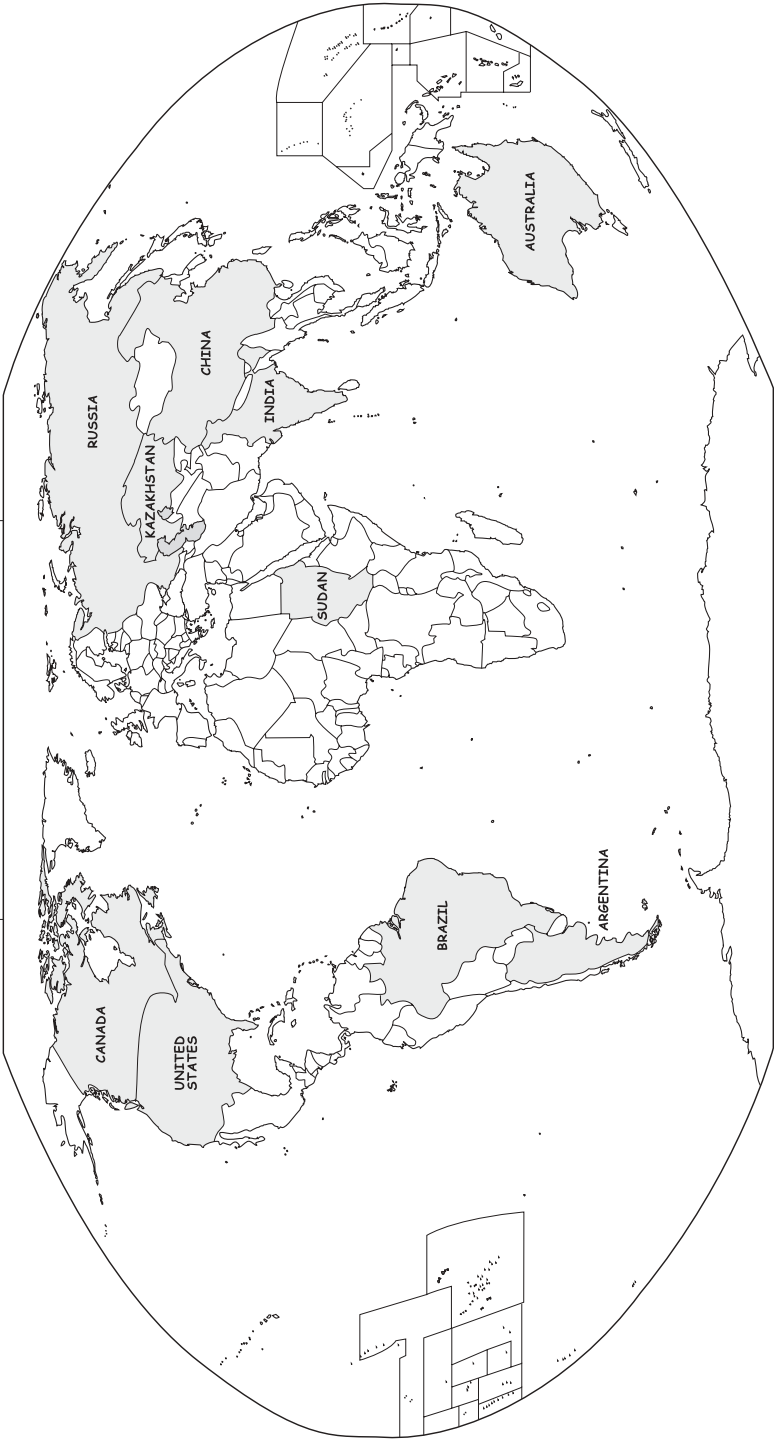 CANADA
UNITED
STATES
BRAZIL
ARGENTINA
SUDAN
RUSSIA
KAZAKHSTAN
CHINA
INDIA
AUSTRALIA